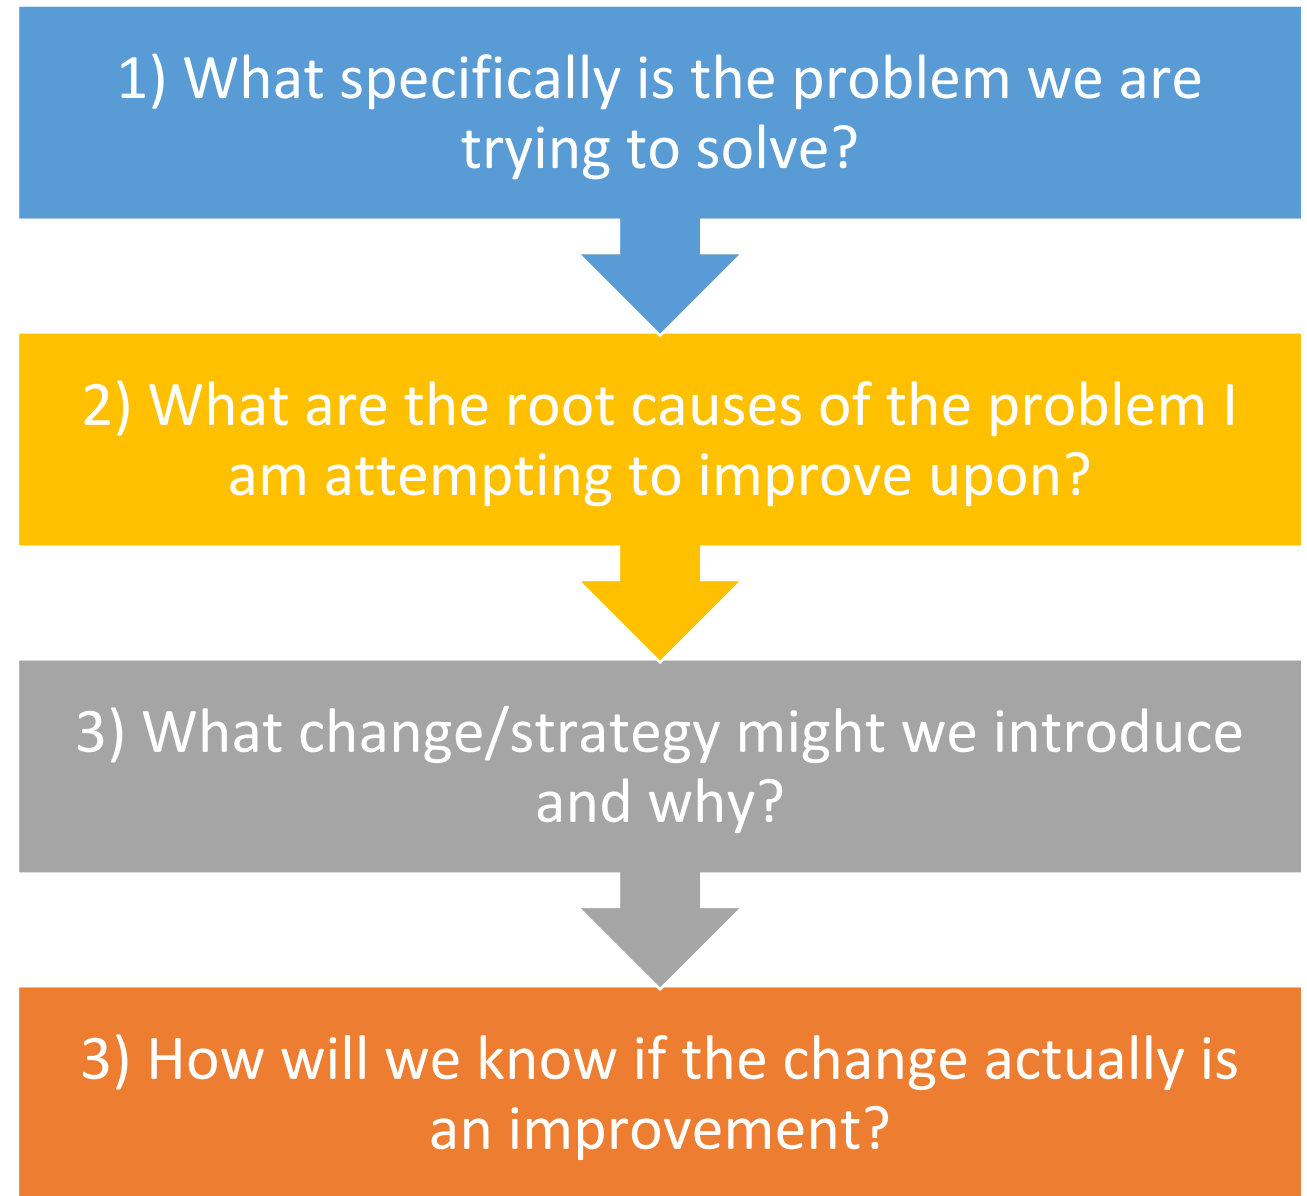 1) What specifically is the problem we are
trying to solve?
2) What are the root causes of the problem I
am attempting to improve upon?
3) What change/strategy might we introduce
and why?
3) How will we know if the change actually is
an improvement?